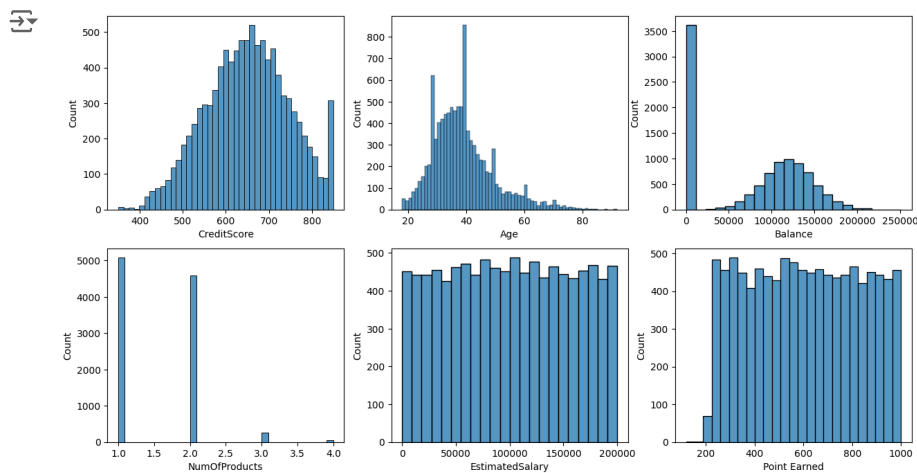 500
400
300
200
100
0
Count
400 500 600 700 800
CreditScore
800
700
600
500
400
300
200
100
0
Count
20 40 60 80
Age
3500
3000
2500
2000
1500
1000
500
0
Count
0 50000 100000 150000 200000 250000
Balance
5000
4000
3000
2000
1000
0
Count
1.0 1.5 2.0 2.5 3.0 3.5 4.0
NumOfProducts
500
400
300
200
100
0
Count
0 50000 100000 150000 200000
EstimatedSalary
500
400
300
200
100
0
Count
200 400 600 800 1000
Point Earned